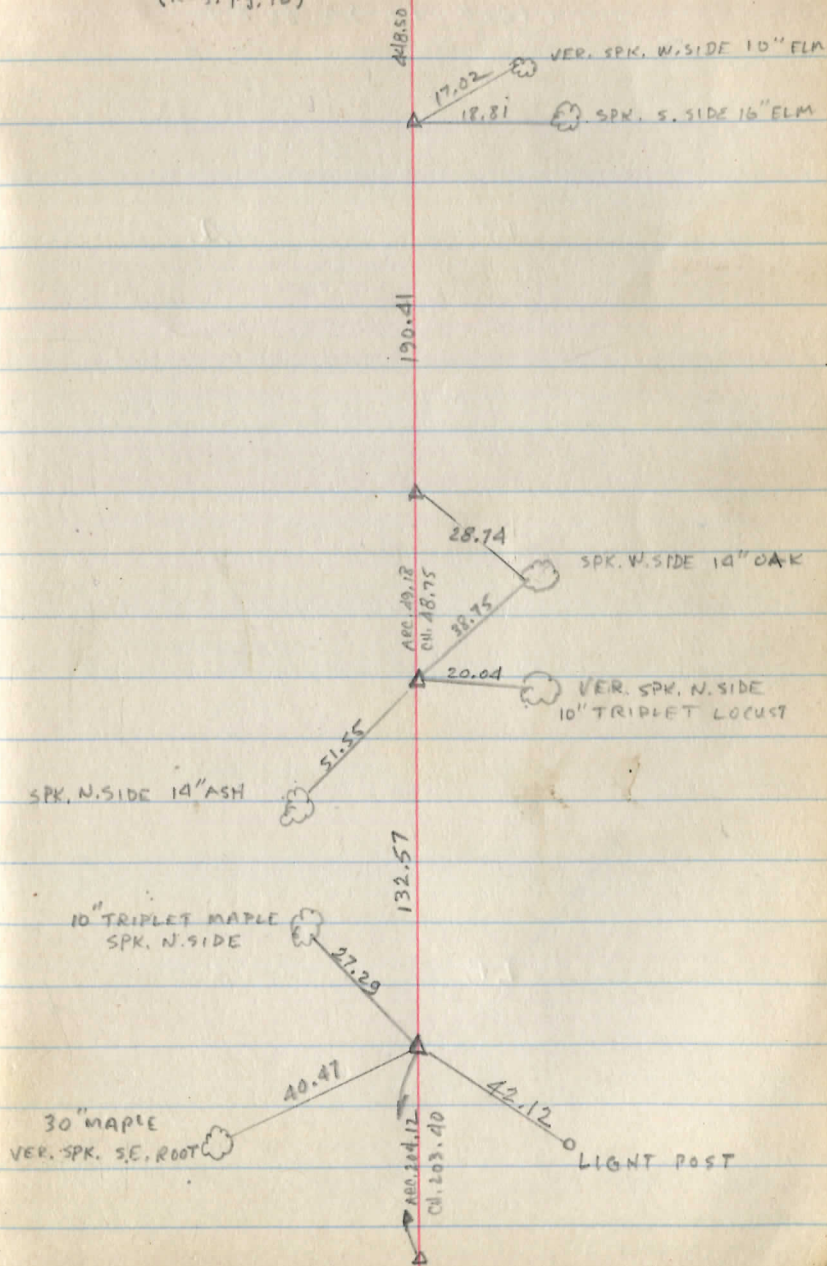 448.50
VER. SPK. W. SIDE 10" ELM
17.02
18.81
SPK. S. SIDE 16" ELM
190.41
28.74
SPK. W. SIDE 14" OAK
ARC. 49.18
CH. 48.75
38.75
20.04
VER. SPK. N. SIDE
10" TRIPLET LOCUST
51.55
SPK. N. SIDE 14" ASH
132.57
10" TRIPLET MAPLE
SPK. N. SIDE
27.29
40.47
42.12
30" MAPLE
VER. SPK. S.E. ROOT
LIGHT POST
ARC. 204.12
CH. 203.40